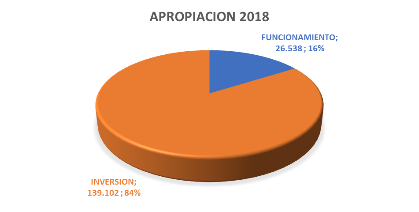 APROPIACION 2018
FUNCIONAMIENTO;
26.538 ; 16%
INVERSION;
139.102 ; 84%